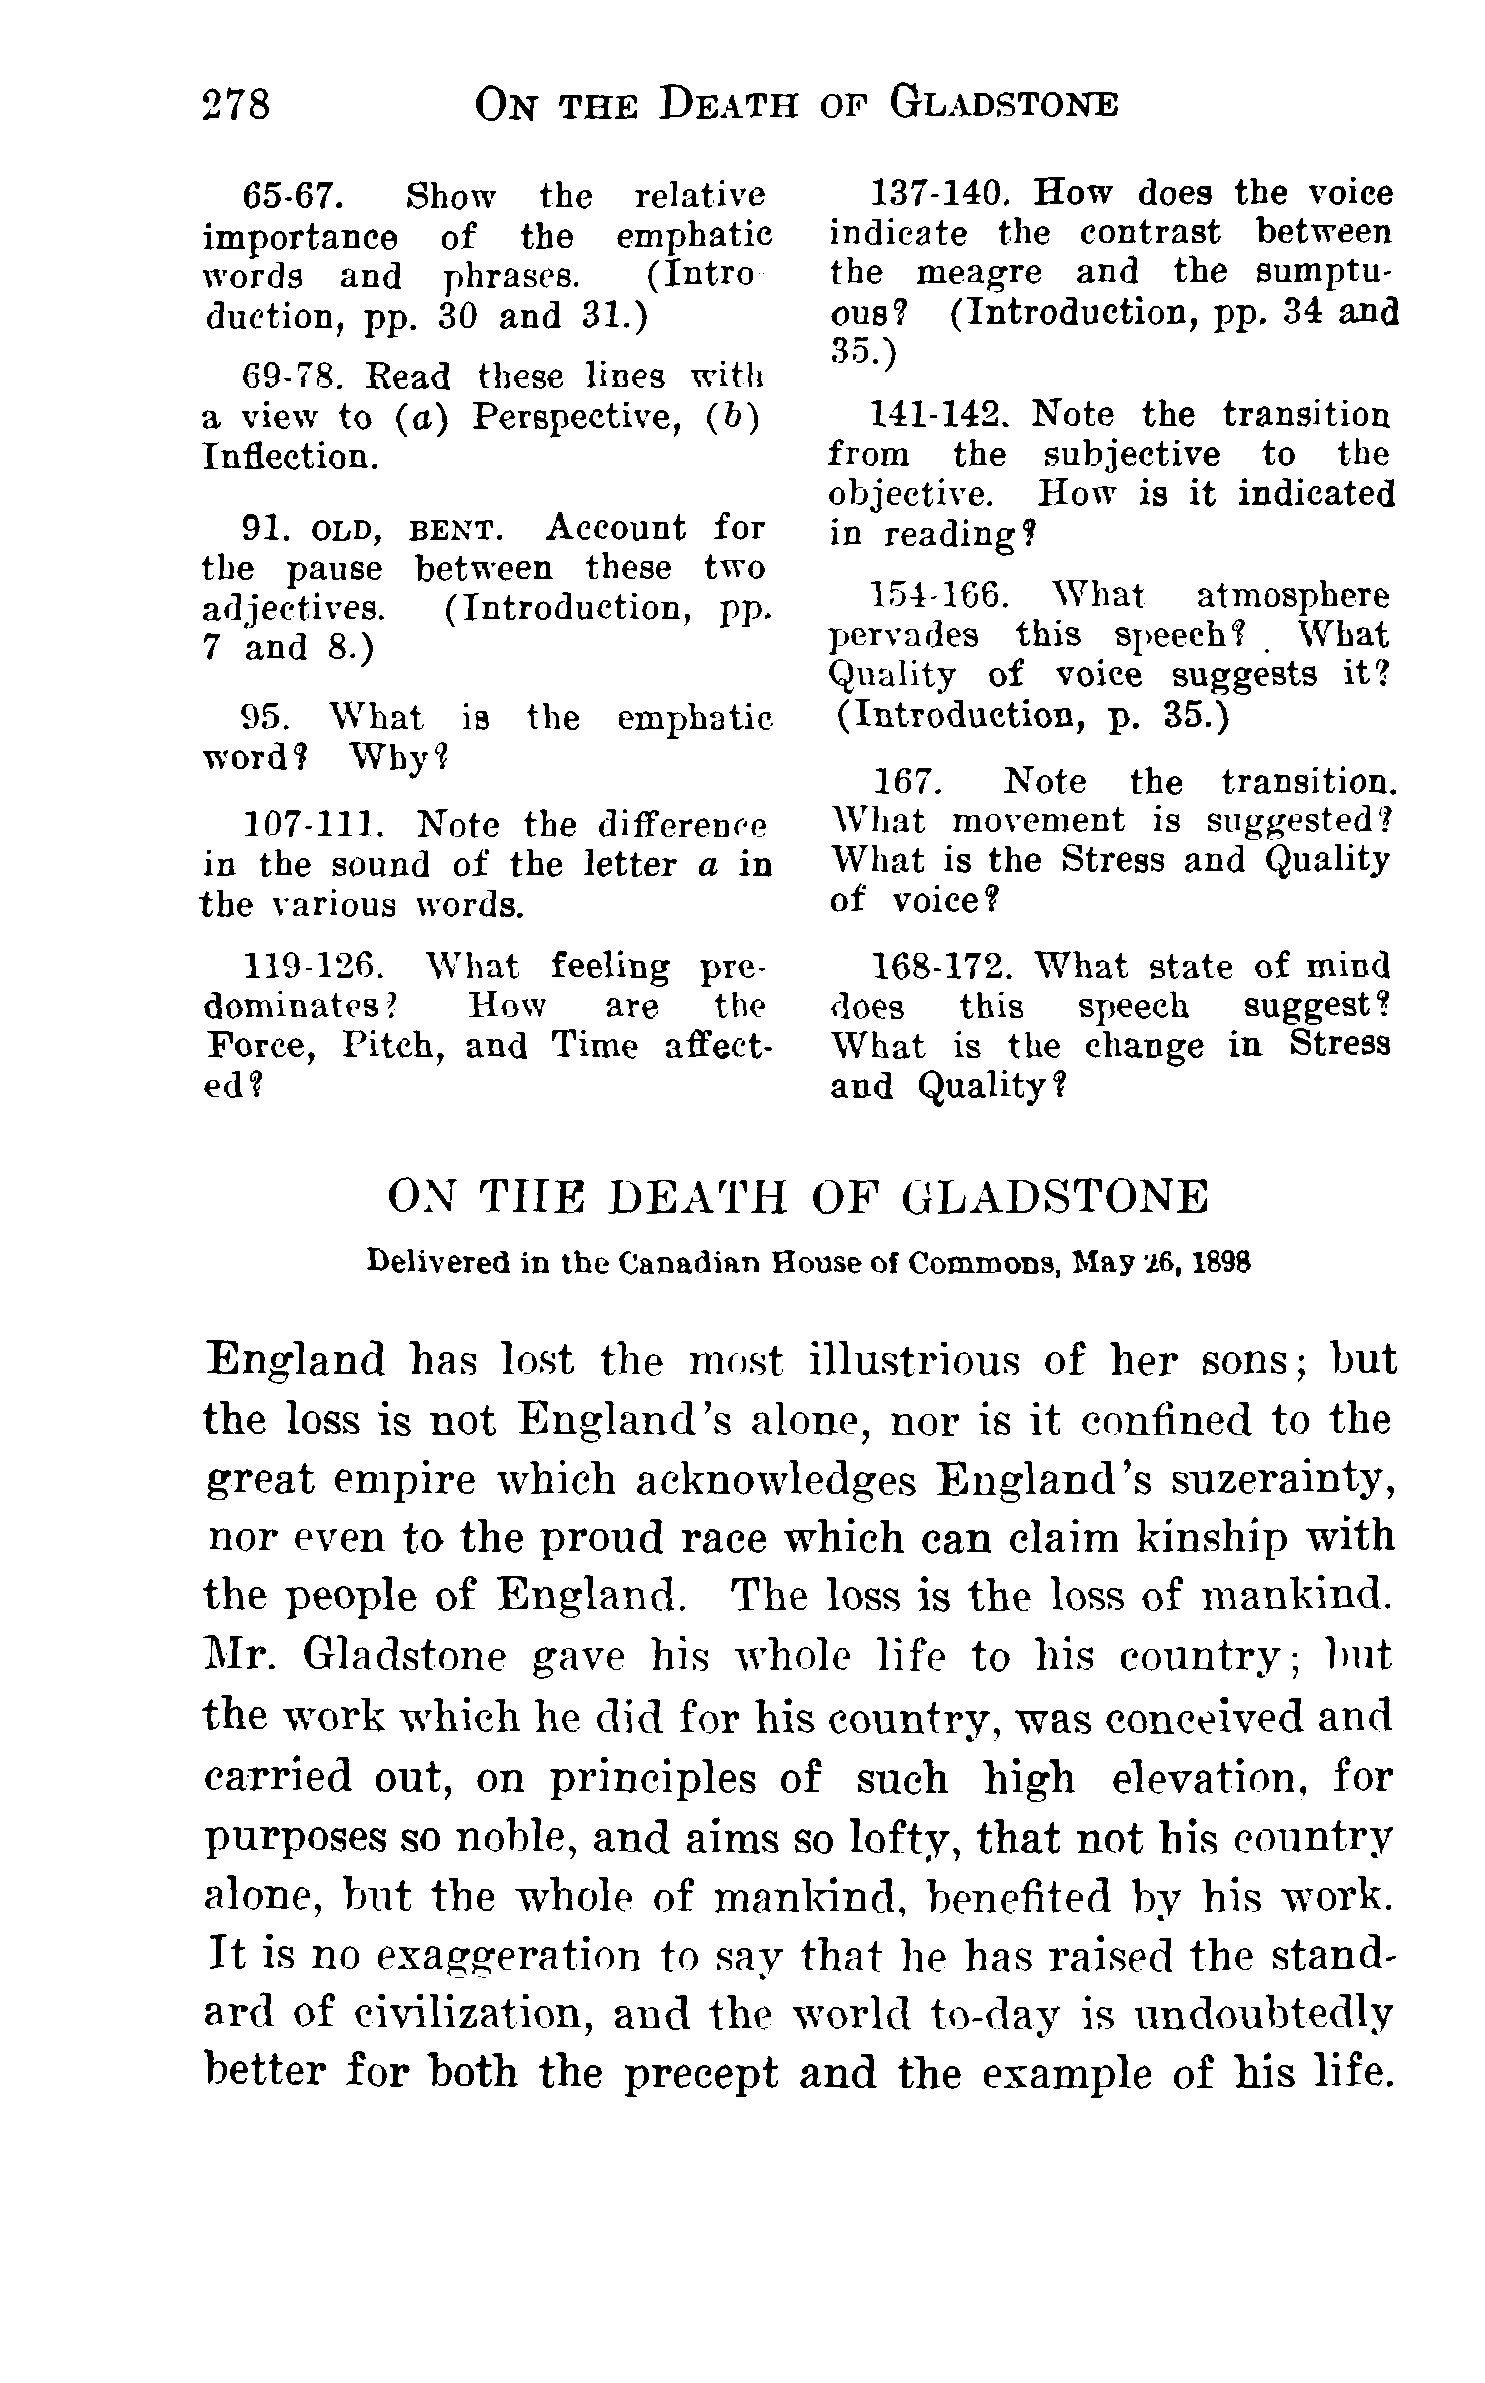 278 ON THE DEATH OF GLADSTONE
65-67. Show the relative
importance of the emphatic
words and phrases. (Intro-
duction, pp. 30 and 31.)
69-78. Read these lines with
a view to (a) Perspective, (b)
Inflection.
91. OLD, BENT. Account for
the pause between these two
adjectives. (Introduction, pp.
7 and 8.)
95. What is the emphatic
word? Why?
107-111. Note the difference
in the sound of the letter a in
the various words.
119-126. What feeling pre-
dominates? How are the
Force, Pitch, and Time affect-
ed?
137-140. How does the voice
indicate the contrast between
the meagre and the sumptu-
ous? (Introduction, pp. 34 and
35.)
141-142. Note the transition
from the subjective to the
objective. How is it indicated
in reading?
154-166. What atmosphere
pervades this speech? What
Quality of voice suggests it?
(Introduction, p. 35.)
167. Note the transition.
What movement is suggested?
What is the Stress and Quality
of voice?
168-172. What state of mind
does this speech suggest?
What is the change in Stress
and Quality?
ON THE DEATH OF GLADSTONE
Delivered in the Canadian House of Commons, May 26, 1898
England has lost the most illustrious of her sons; but
the loss is not England's alone, nor is it confined to the
great empire which acknowledges England's suzerainty,
nor even to the proud race which can claim kinship with
the people of England. The loss is the loss of mankind.
Mr. Gladstone gave his whole life to his country; but
the work which he did for his country, was conceived and
carried out, on principles of such high elevation, for
purposes so noble, and aims so lofty, that not his country
alone, but the whole of mankind, benefited by his work.
It is no exaggeration to say that he has raised the stand-
ard of civilization, and the world to-day is undoubtedly
better for both the precept and the example of his life.